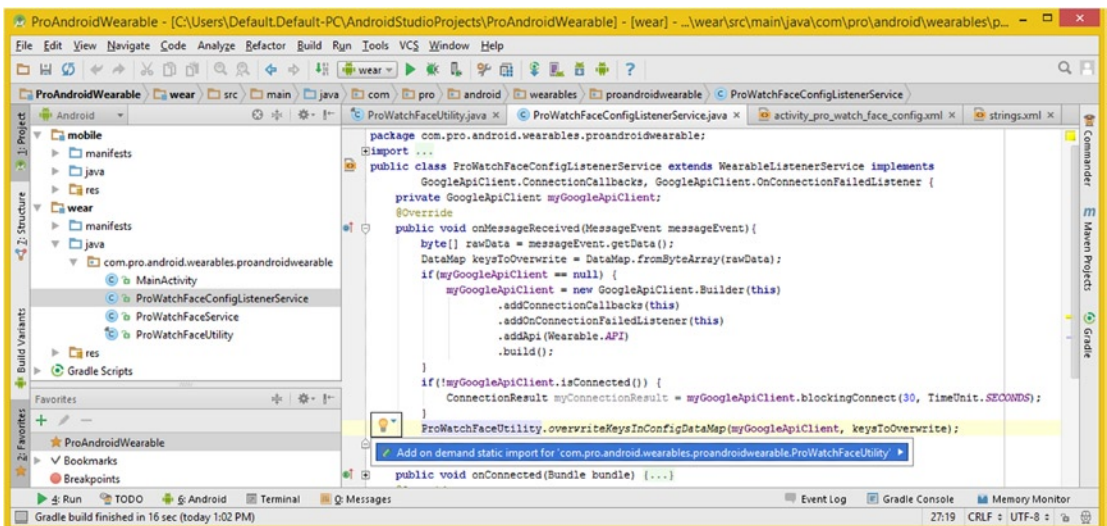 ProAndroidWearable - [C:\Users\Default.Default-PC\AndroidStudioProjects\ProAndroidWearable] - [wear] - ...\wear\src\main\java\com\pro\android\wearables\p...
File Edit View Navigate Code Analyze Refactor Build Run Tools VCS Window Help
wear
ProAndroidWearable wear src main java com pro android wearables proandroidwearable ProWatchFaceConfigListenerService
Android
ProWatchFaceUtility.java × ProWatchFaceConfigListenerService.java × activity_pro_watch_face_config.xml × strings.xml ×
1: Project
Z: Structure
Build Variants
2: Favorites
mobile
manifests
java
res
wear
manifests
java
com.pro.android.wearables.proandroidwearable
MainActivity
ProWatchFaceConfigListenerService
ProWatchFaceService
ProWatchFaceUtility
res
Gradle Scripts
Favorites
ProAndroidWearable
Bookmarks
Breakpoints
package com.pro.android.wearables.proandroidwearable;
import ...
public class ProWatchFaceConfigListenerService extends WearableListenerService implements
GoogleApiClient.ConnectionCallbacks, GoogleApiClient.OnConnectionFailedListener {
private GoogleApiClient myGoogleApiClient;
@Override
public void onMessageReceived(MessageEvent messageEvent){
byte[] rawData = messageEvent.getData();
DataMap keysToOverwrite = DataMap.fromByteArray(rawData);
if(myGoogleApiClient == null) {
myGoogleApiClient = new GoogleApiClient.Builder(this)
.addConnectionCallbacks(this)
.addOnConnectionFailedListener(this)
.addApi(Wearable.API)
.build();
}
if(!myGoogleApiClient.isConnected()) {
ConnectionResult myConnectionResult = myGoogleApiClient.blockingConnect(30, TimeUnit.SECONDS);
}
ProWatchFaceUtility.overwriteKeysInConfigDataMap(myGoogleApiClient, keysToOverwrite);
Add on demand static import for 'com.pro.android.wearables.proandroidwearable.ProWatchFaceUtility'
public void onConnected(Bundle bundle) {...}
Commander
Maven Projects
Gradle
4: Run TODO 6: Android Terminal 0: Messages Event Log Gradle Console Memory Monitor
Gradle build finished in 16 sec (today 1:02 PM) 27:19 CRLF UTF-8